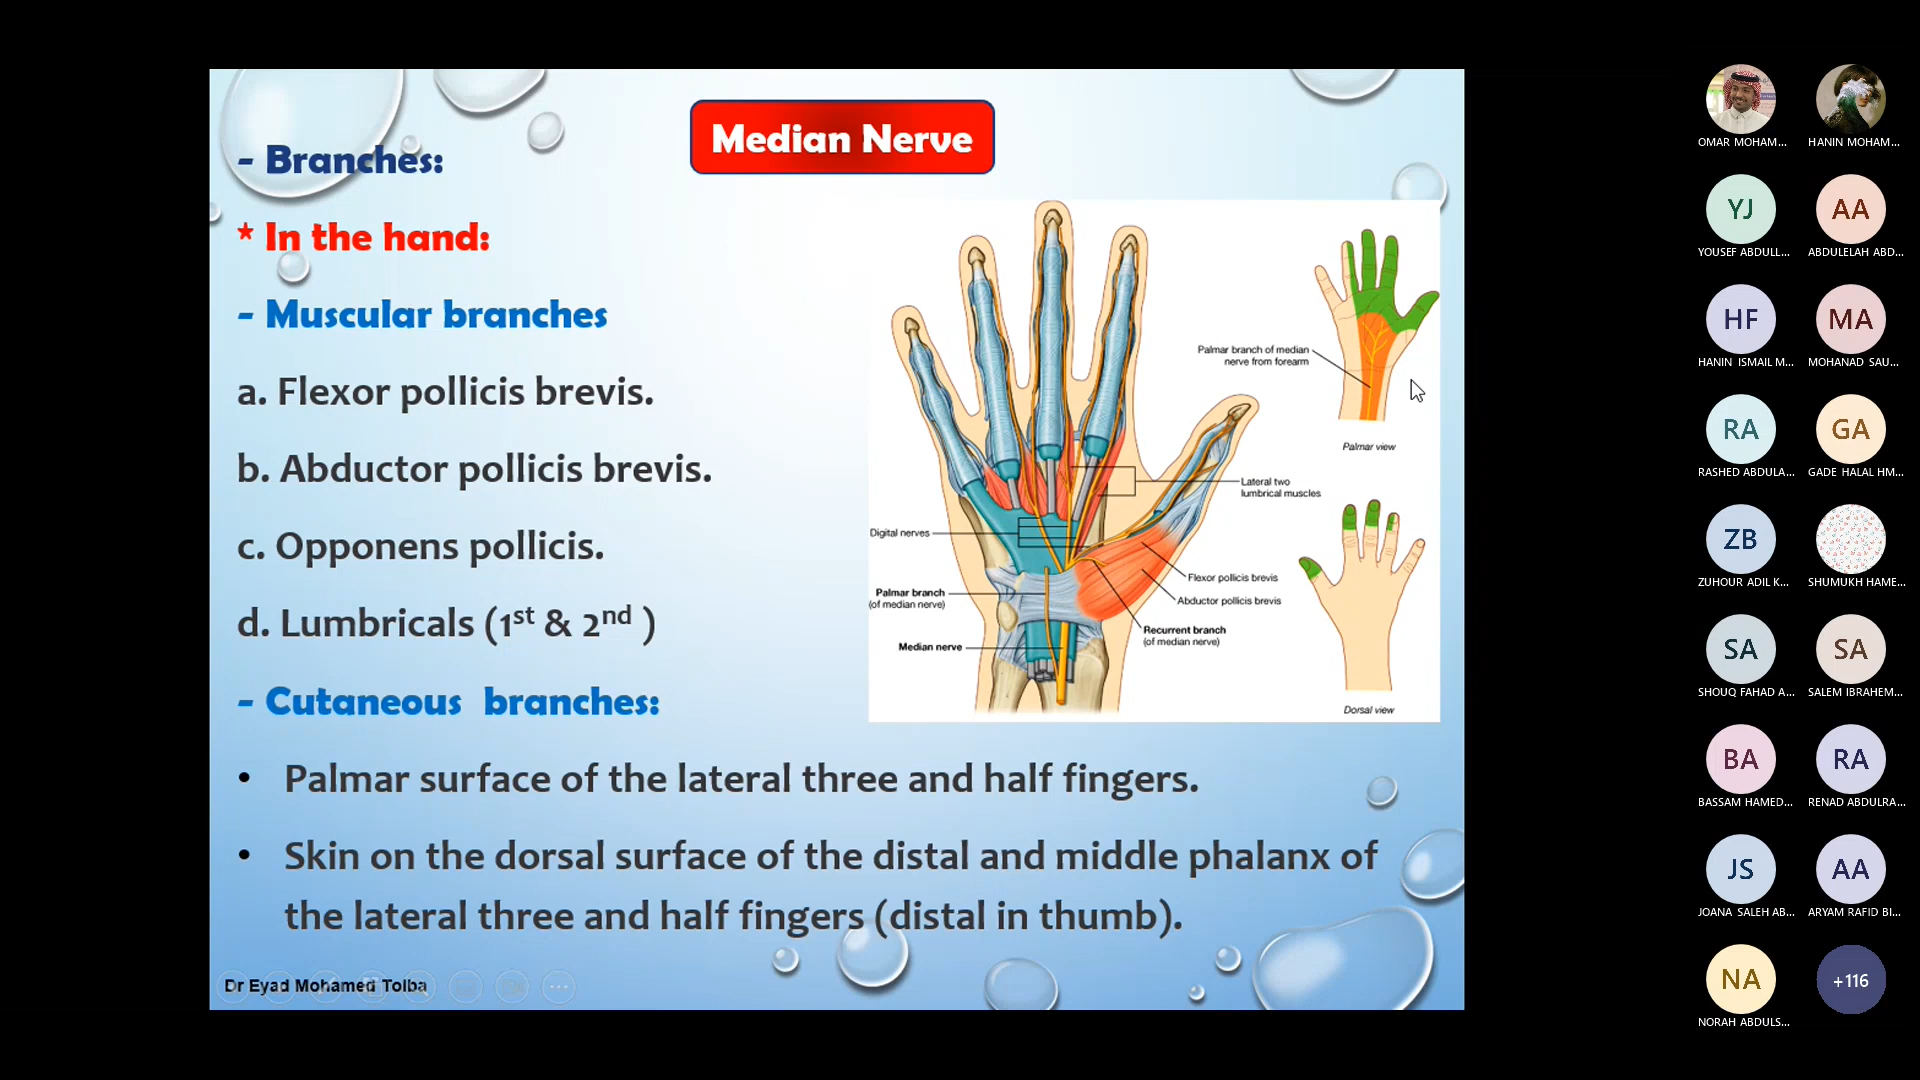 Median Nerve
- Branches:
* In the hand:
- Muscular branches
a. Flexor pollicis brevis.
b. Abductor pollicis brevis.
c. Opponens pollicis.
d. Lumbricals (1st & 2nd )
- Cutaneous branches:
• Palmar surface of the lateral three and half fingers.
• Skin on the dorsal surface of the distal and middle phalanx of
the lateral three and half fingers (distal in thumb).
Dr Eyad Mohamed Tolba
Palmar branch of median
nerve from forearm
Palmar view
Lateral two
lumbrical muscles
Digital nerves
Flexor pollicis brevis
Palmar branch
(of median nerve)
Abductor pollicis brevis
Recurrent branch
(of median nerve)
Median nerve
Dorsal view
OMAR MOHAM...
HANIN MOHAM...
YJ
AA
YOUSEF ABDULL...
ABDULELAH ABD...
HF
MA
HANIN ISMAIL M...
MOHANAD SAU...
RA
GA
RASHED ABDULA...
GADE HALAL HM...
ZB
ZUHOUR ADIL K...
SHUMUKH HAME...
SA
SA
SHOUQ FAHAD A...
SALEM IBRAHEM...
BA
RA
BASSAM HAMED...
RENAD ABDULRA...
JS
AA
JOANA SALEH AB...
ARYAM RAFID BI...
NA
+116
NORAH ABDULS...